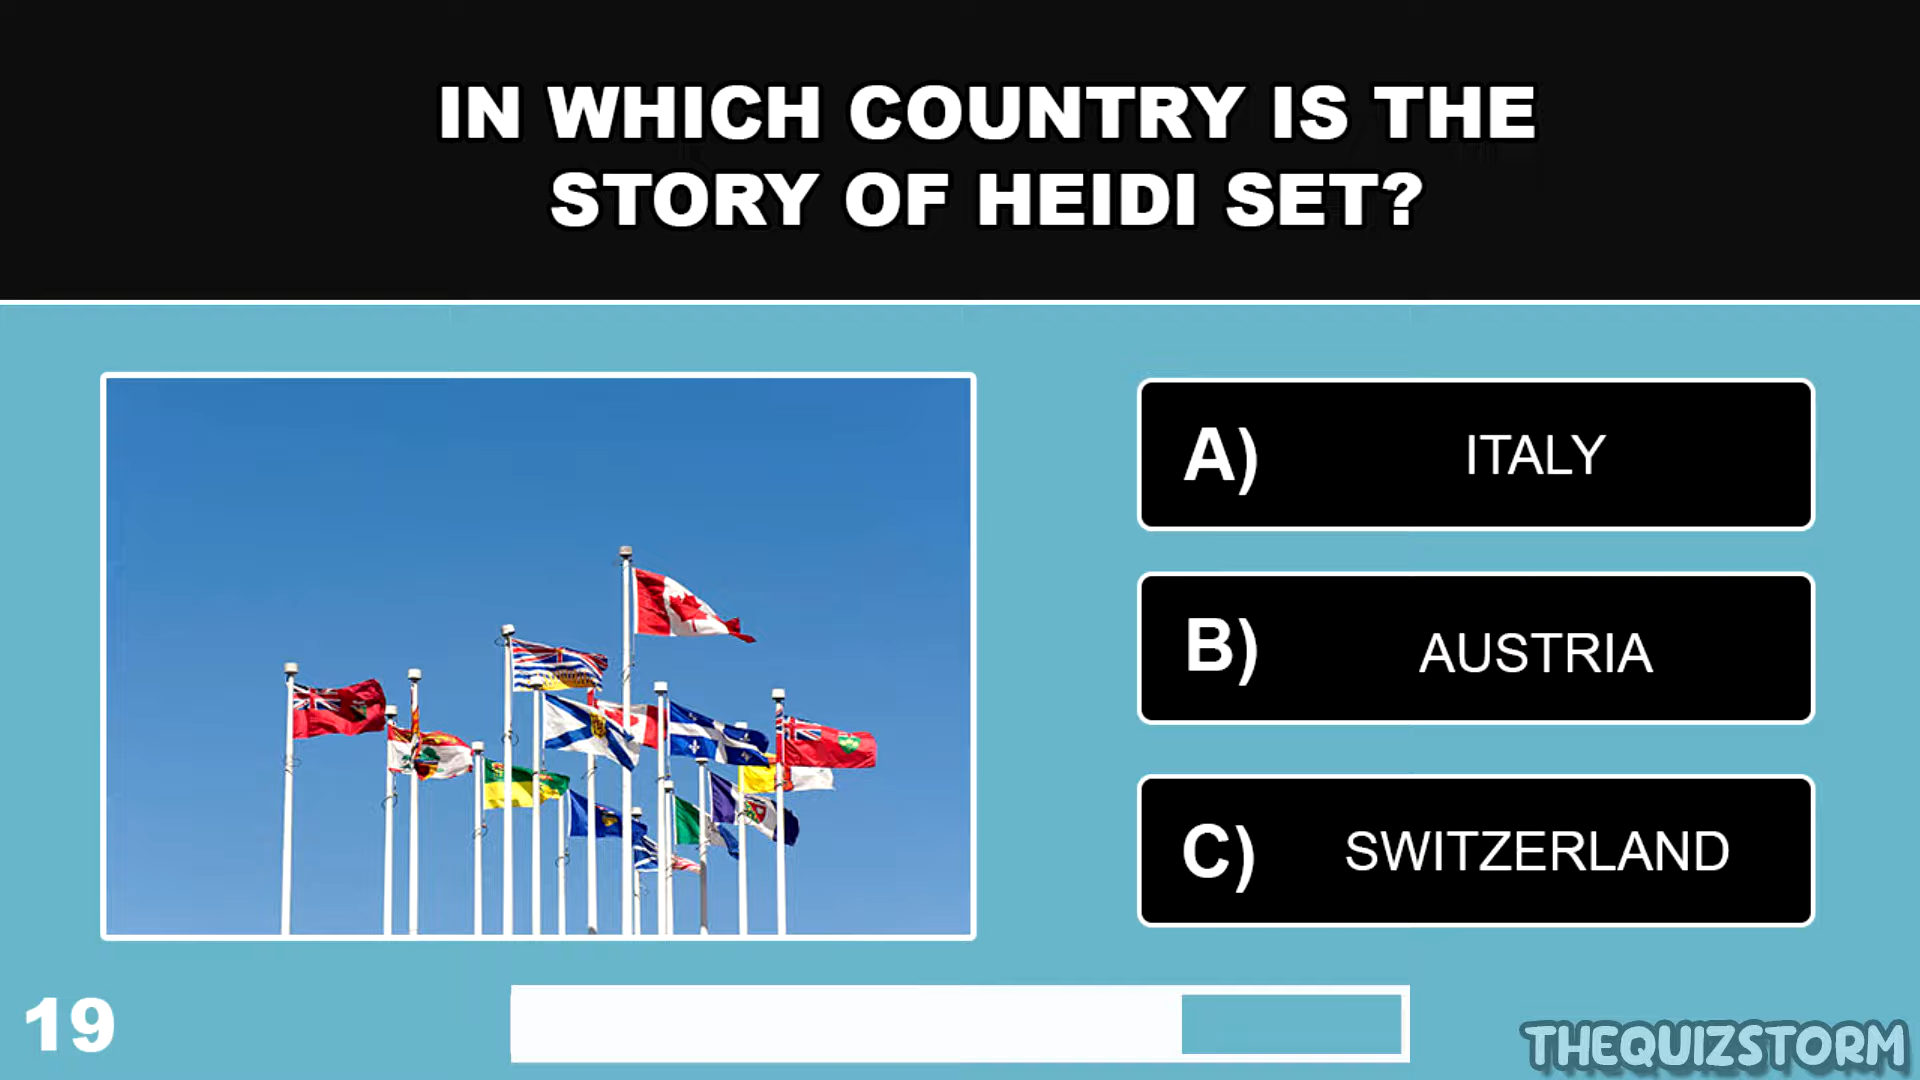 IN WHICH COUNTRY IS THE
STORY OF HEIDI SET?
A) ITALY
B) AUSTRIA
C) SWITZERLAND
19
THEQUIZSTORM